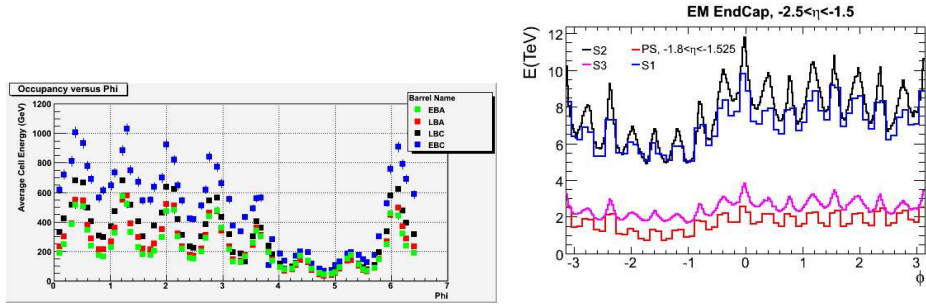 Occupancy versus Phi
Average Cell Energy (GeV)
1200
1000
800
600
400
200
0
0 1 2 3 4 5 6 7
Phi
Barrel Name
EBA
LBA
LBC
EBC
EM EndCap, -2.5<η<-1.5
E(TeV)
12
10
8
6
4
2
0
S2 PS, -1.8<η<-1.525
S3 S1
-3 -2 -1 0 1 2 3
ϕ